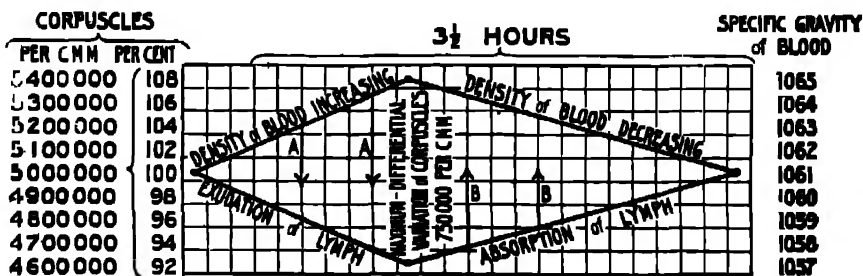 CORPUSCLES
3½ HOURS
SPECIFIC GRAVITY
of BLOOD
PER CMM PER CENT
5400000 108 1065
5300000 106 1064
5200000 104 1063
5100000 102 1062
5000000 100 1061
4900000 98 1060
4800000 96 1059
4700000 94 1058
4600000 92 1057
DENSITY of BLOOD INCREASING
DENSITY of BLOOD DECREASING
A
A
MAXIMUM-DIFFERENTIAL
VARIATION of CORPUSCLES
750000 PER CMM
B
B
EXUDATION of LYMPH
ABSORPTION of LYMPH